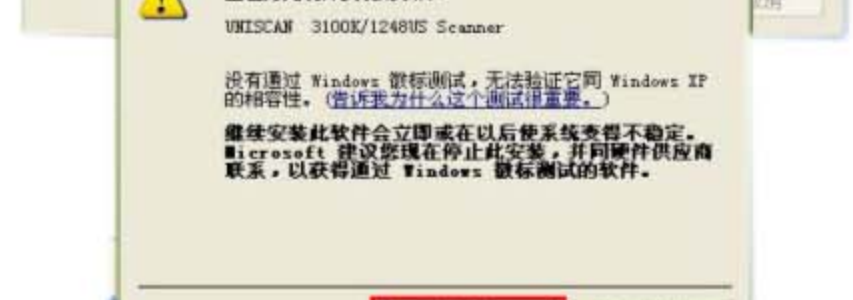 UNISCAN 3100K/1248US Scanner
没有通过 Windows 徽标测试，无法验证它同 Windows XP
的相容性。(告诉我为什么这个测试很重要。)
继续安装此软件会立即或在以后使系统变得不稳定。
Microsoft 建议您现在停止此安装，并同硬件供应商
联系，以获得通过 Windows 徽标测试的软件。